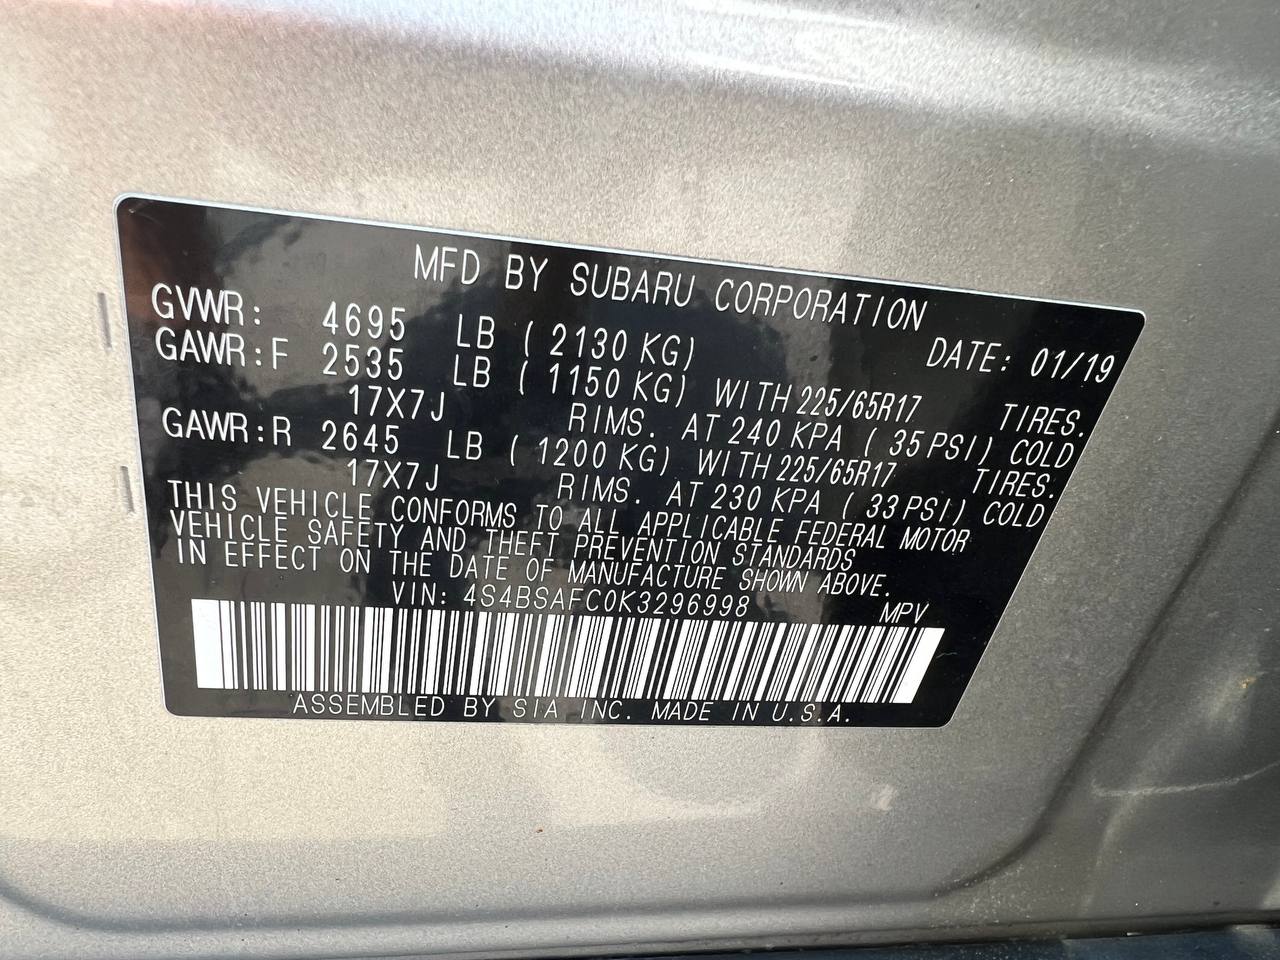 MFD BY SUBARU CORPORATION
GVWR: 4695 LB ( 2130 KG) DATE: 01/19
GAWR:F 2535 LB ( 1150 KG) WITH 225/65R17 TIRES.
17X7J RIMS. AT 240 KPA ( 35 PSI) COLD
GAWR:R 2645 LB ( 1200 KG) WITH 225/65R17 TIRES.
17X7J RIMS. AT 230 KPA ( 33 PSI) COLD
THIS VEHICLE CONFORMS TO ALL APPLICABLE FEDERAL MOTOR
VEHICLE SAFETY AND THEFT PREVENTION STANDARDS
IN EFFECT ON THE DATE OF MANUFACTURE SHOWN ABOVE.
VIN: 4S4BSAFC0K3296998 MPV
ASSEMBLED BY SIA INC. MADE IN U.S.A.